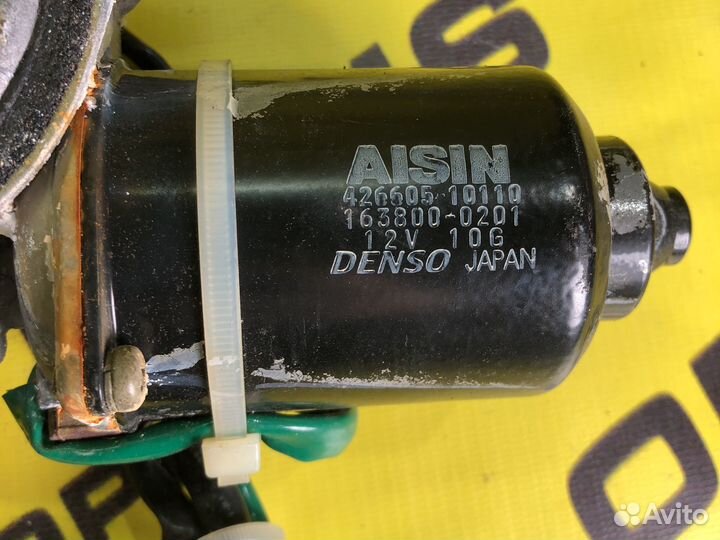 AISIN
426605 10110
163800-0201
12V 10G
DENSO JAPAN
Avito